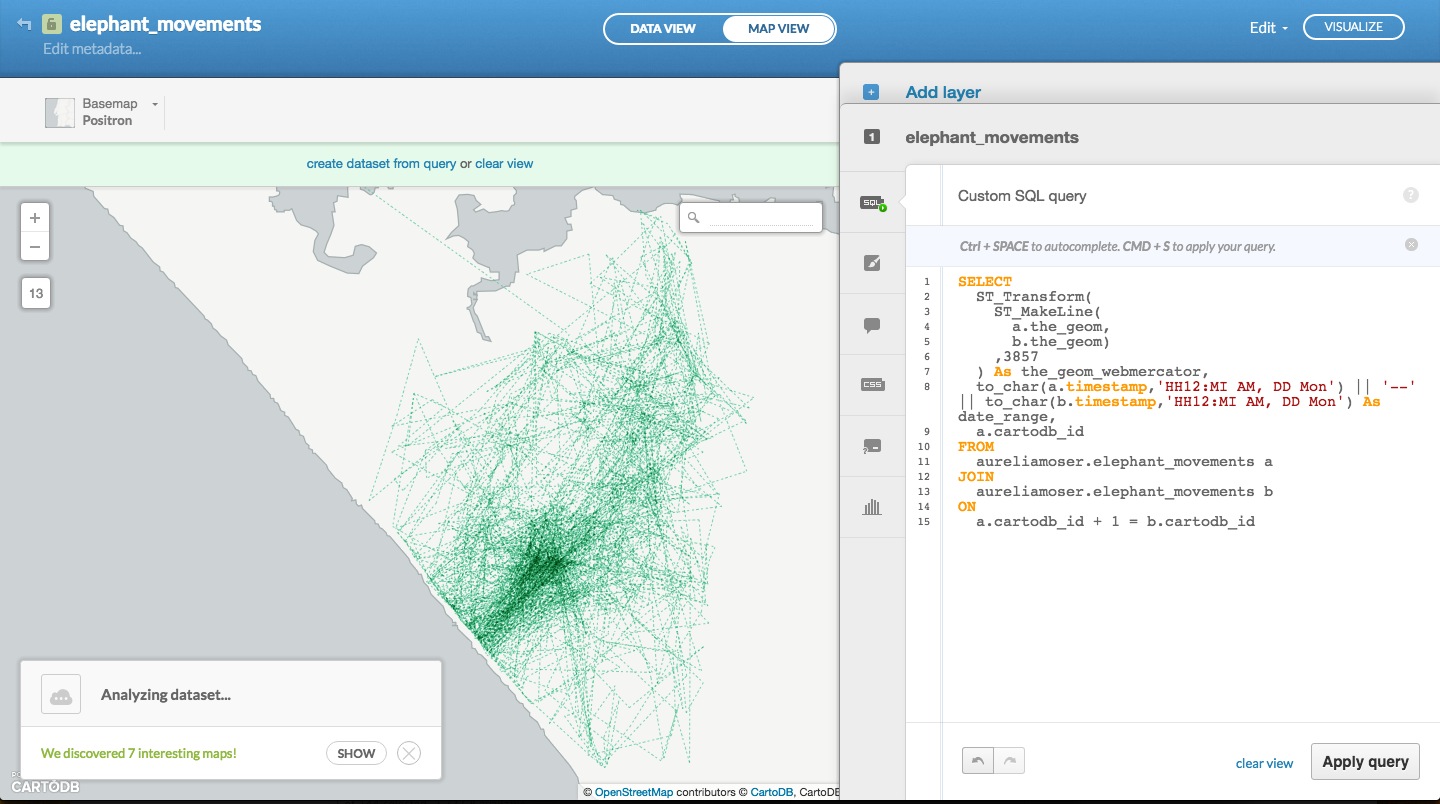 elephant_movements
Edit metadata...
DATA VIEW
MAP VIEW
Edit
VISUALIZE
Basemap
Positron
create dataset from query or clear view
+
−
13
Add layer
1
elephant_movements
SQL
CSS
Custom SQL query
?
Ctrl + SPACE to autocomplete. CMD + S to apply your query.
1 SELECT
2 ST_Transform(
3 ST_MakeLine(
4 a.the_geom,
5 b.the_geom)
6 ,3857
7 ) As the_geom_webmercator,
8 to_char(a.timestamp,'HH12:MI AM, DD Mon') || '--'
|| to_char(b.timestamp,'HH12:MI AM, DD Mon') As
date_range,
9 a.cartodb_id
10 FROM
11 aureliamoser.elephant_movements a
12 JOIN
13 aureliamoser.elephant_movements b
14 ON
15 a.cartodb_id + 1 = b.cartodb_id
Analyzing dataset...
We discovered 7 interesting maps!
SHOW
CARTODB
© OpenStreetMap contributors © CartoDB, CartoDB
clear view
Apply query